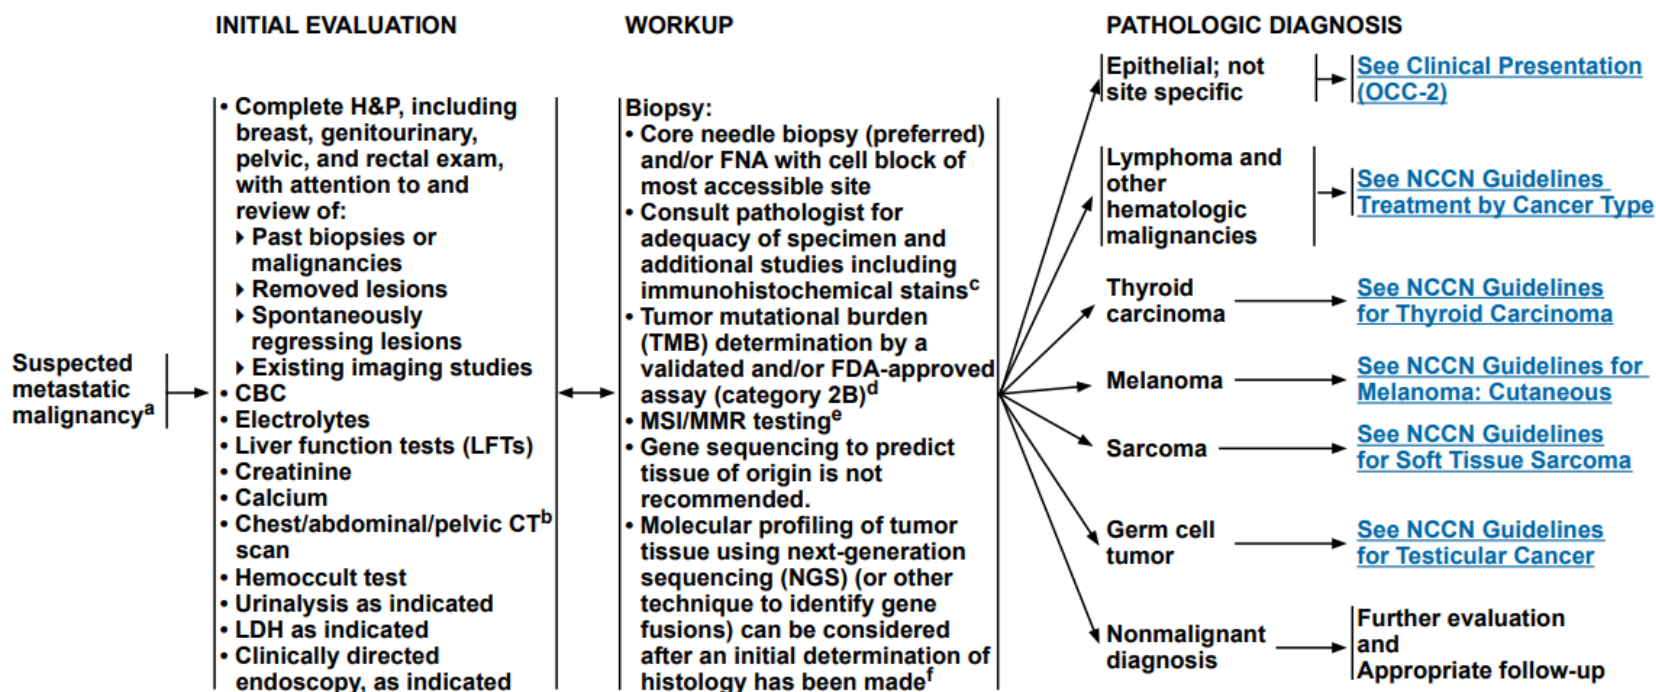 INITIAL EVALUATION
WORKUP
PATHOLOGIC DIAGNOSIS
Suspected
metastatic
malignancyᵃ
• Complete H&P, including
breast, genitourinary,
pelvic, and rectal exam,
with attention to and
review of:
▸ Past biopsies or
malignancies
▸ Removed lesions
▸ Spontaneously
regressing lesions
▸ Existing imaging studies
• CBC
• Electrolytes
• Liver function tests (LFTs)
• Creatinine
• Calcium
• Chest/abdominal/pelvic CTᵇ
scan
• Hemoccult test
• Urinalysis as indicated
• LDH as indicated
• Clinically directed
endoscopy, as indicated
Biopsy:
• Core needle biopsy (preferred)
and/or FNA with cell block of
most accessible site
• Consult pathologist for
adequacy of specimen and
additional studies including
immunohistochemical stainsᶜ
• Tumor mutational burden
(TMB) determination by a
validated and/or FDA-approved
assay (category 2B)ᵈ
• MSI/MMR testingᵉ
• Gene sequencing to predict
tissue of origin is not
recommended.
• Molecular profiling of tumor
tissue using next-generation
sequencing (NGS) (or other
technique to identify gene
fusions) can be considered
after an initial determination of
histology has been madeᶠ
Epithelial; not
site specific
See Clinical Presentation
(OCC-2)
Lymphoma and
other
hematologic
malignancies
See NCCN Guidelines
Treatment by Cancer Type
Thyroid
carcinoma
See NCCN Guidelines
for Thyroid Carcinoma
Melanoma
See NCCN Guidelines for
Melanoma: Cutaneous
Sarcoma
See NCCN Guidelines
for Soft Tissue Sarcoma
Germ cell
tumor
See NCCN Guidelines
for Testicular Cancer
Nonmalignant
diagnosis
Further evaluation
and
Appropriate follow-up